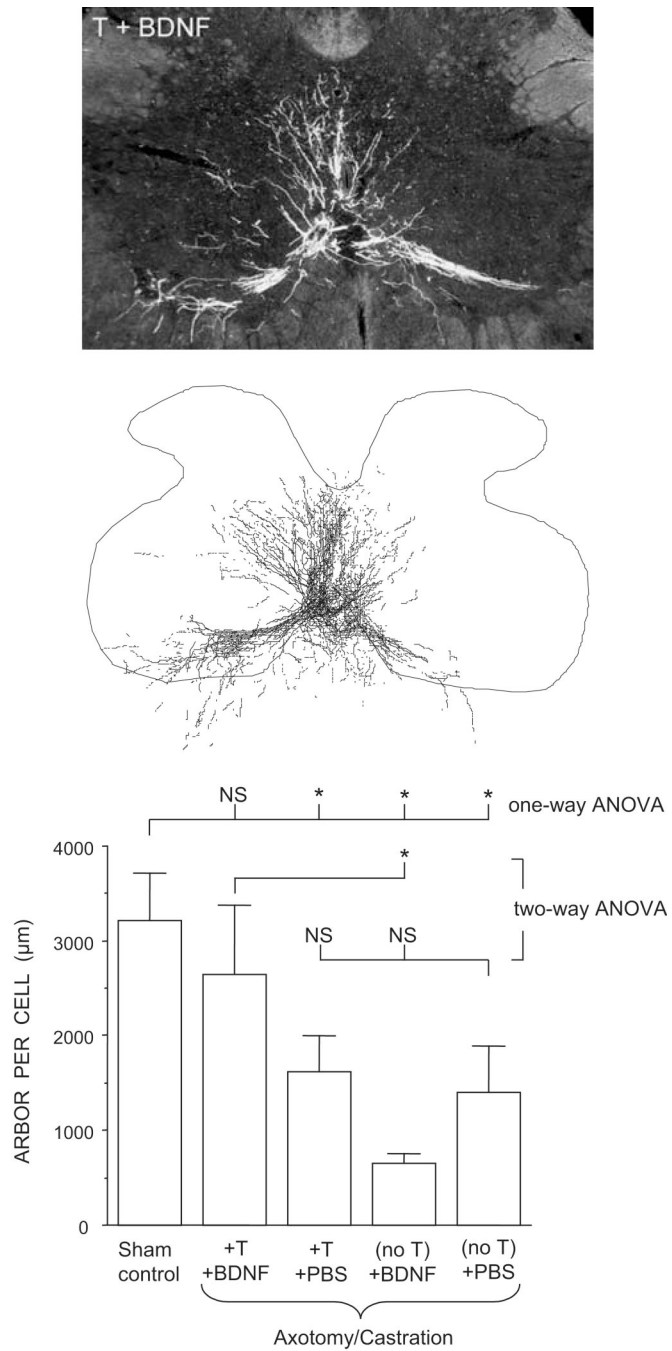 T + BDNF
NS * * * one-way ANOVA
*
two-way ANOVA
NS NS
4000
3000
2000
1000
0
ARBOR PER CELL (µm)
Sham control
+T +BDNF
+T +PBS
(no T) +BDNF
(no T) +PBS
Axotomy/Castration